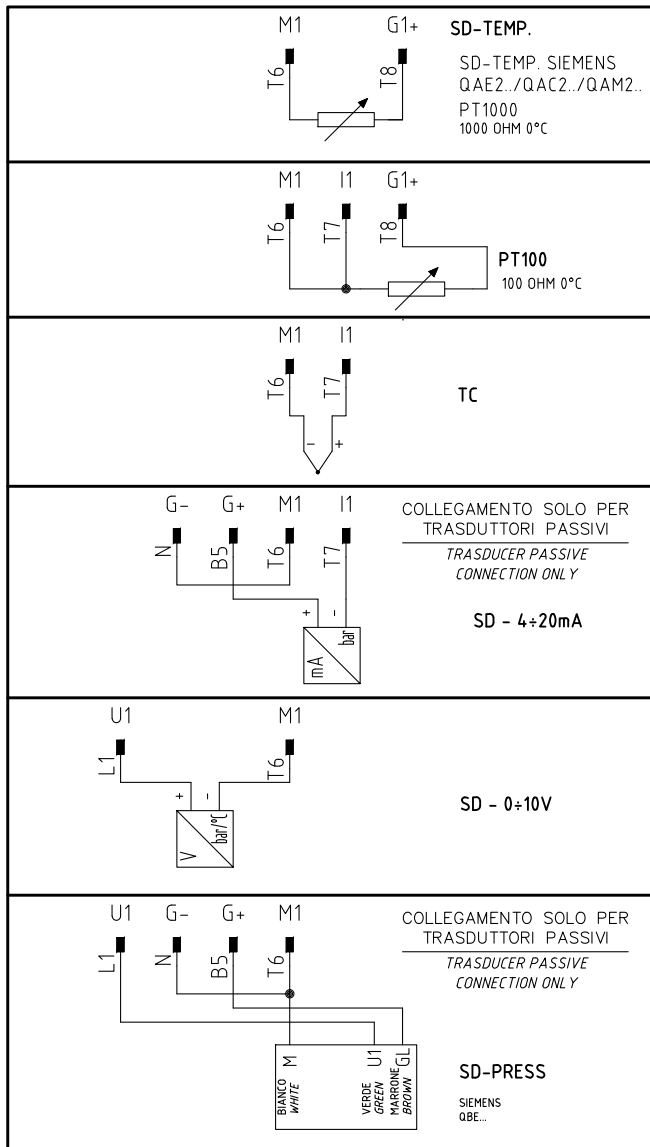 M1 G1+ SD-TEMP.
T6 T8 SD-TEMP. SIEMENS
QAE2../QAC2../QAM2..
PT1000
1000 OHM 0°C
M1 I1 G1+
T6 T7 T8
PT100
100 OHM 0°C
M1 I1
T6 T7
TC
- +
G- G+ M1 I1
N B5 T6 T7
COLLEGAMENTO SOLO PER
TRASDUTTORI PASSIVI
TRASDUCER PASSIVE
CONNECTION ONLY
+ -
mA bar
SD - 4÷20mA
U1 M1
L1 T6
+ -
V bar/°C
SD - 0÷10V
U1 G- G+ M1
L1 N B5 T6
COLLEGAMENTO SOLO PER
TRASDUTTORI PASSIVI
TRASDUCER PASSIVE
CONNECTION ONLY
M U1 GL
BIANCO VERDE MARRONE
WHITE GREEN BROWN
SD-PRESS
SIEMENS
QBE...